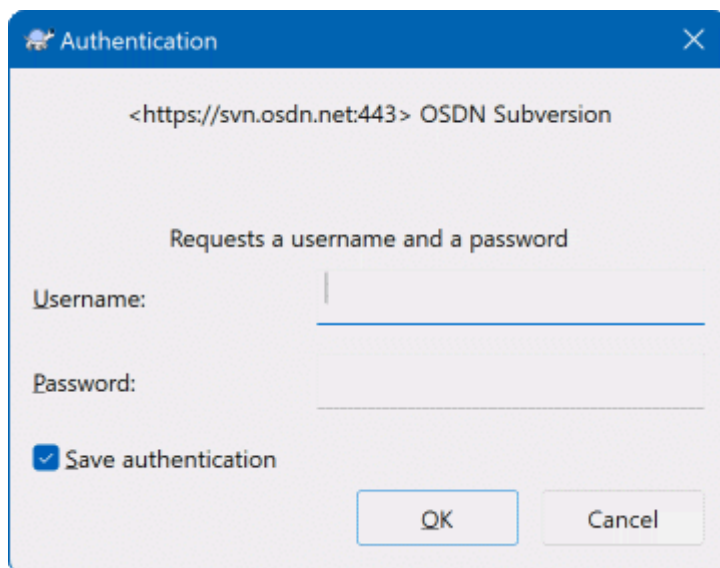 Authentication
<https://svn.osdn.net:443> OSDN Subversion
Requests a username and a password
Username:
Password:
Save authentication
OK
Cancel